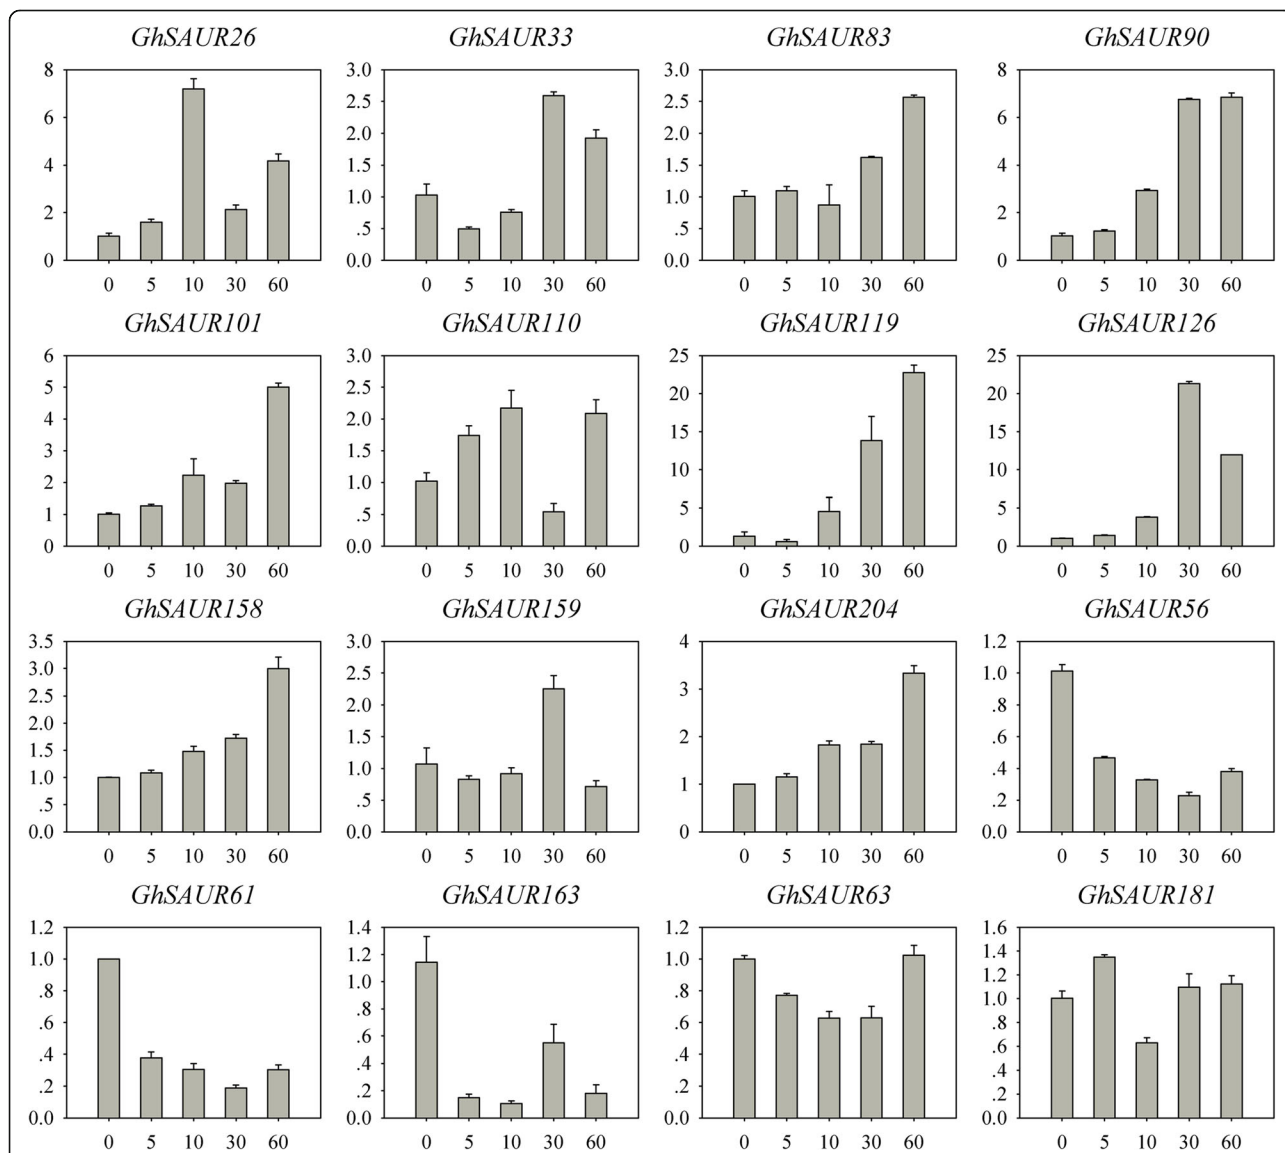 GhSAUR26 GhSAUR33 GhSAUR83 GhSAUR90
8 3.0 3.0 8
2.5 2.5
6 2.0 2.0 6
4 1.5 1.5 4
1.0 1.0
2 .5 .5 2
0 0.0 0.0 0
0 5 10 30 60 0 5 10 30 60 0 5 10 30 60 0 5 10 30 60
GhSAUR101 GhSAUR110 GhSAUR119 GhSAUR126
6 3.0 25 25
5 2.5 20 20
4 2.0 15 15
3 1.5
2 1.0 10 10
1 .5 5 5
0 0.0 0 0
0 5 10 30 60 0 5 10 30 60 0 5 10 30 60 0 5 10 30 60
GhSAUR158 GhSAUR159 GhSAUR204 GhSAUR56
3.5 3.0 4 1.2
3.0 2.5 1.0
2.5 2.0 3 .8
2.0 1.5 2 .6
1.5 1.0 .4
1.0 .5 1 .2
.5
0.0 0.0 0 0.0
0 5 10 30 60 0 5 10 30 60 0 5 10 30 60 0 5 10 30 60
GhSAUR61 GhSAUR163 GhSAUR63 GhSAUR181
1.2 1.4 1.2 1.6
1.0 1.2 1.0 1.4
.8 1.0 .8 1.2
.6 .8 .6 1.0
.4 .6 .4 .8
.2 .4 .2 .6
.2 .4
.2
0.0 0.0 0.0 0.0
0 5 10 30 60 0 5 10 30 60 0 5 10 30 60 0 5 10 30 60